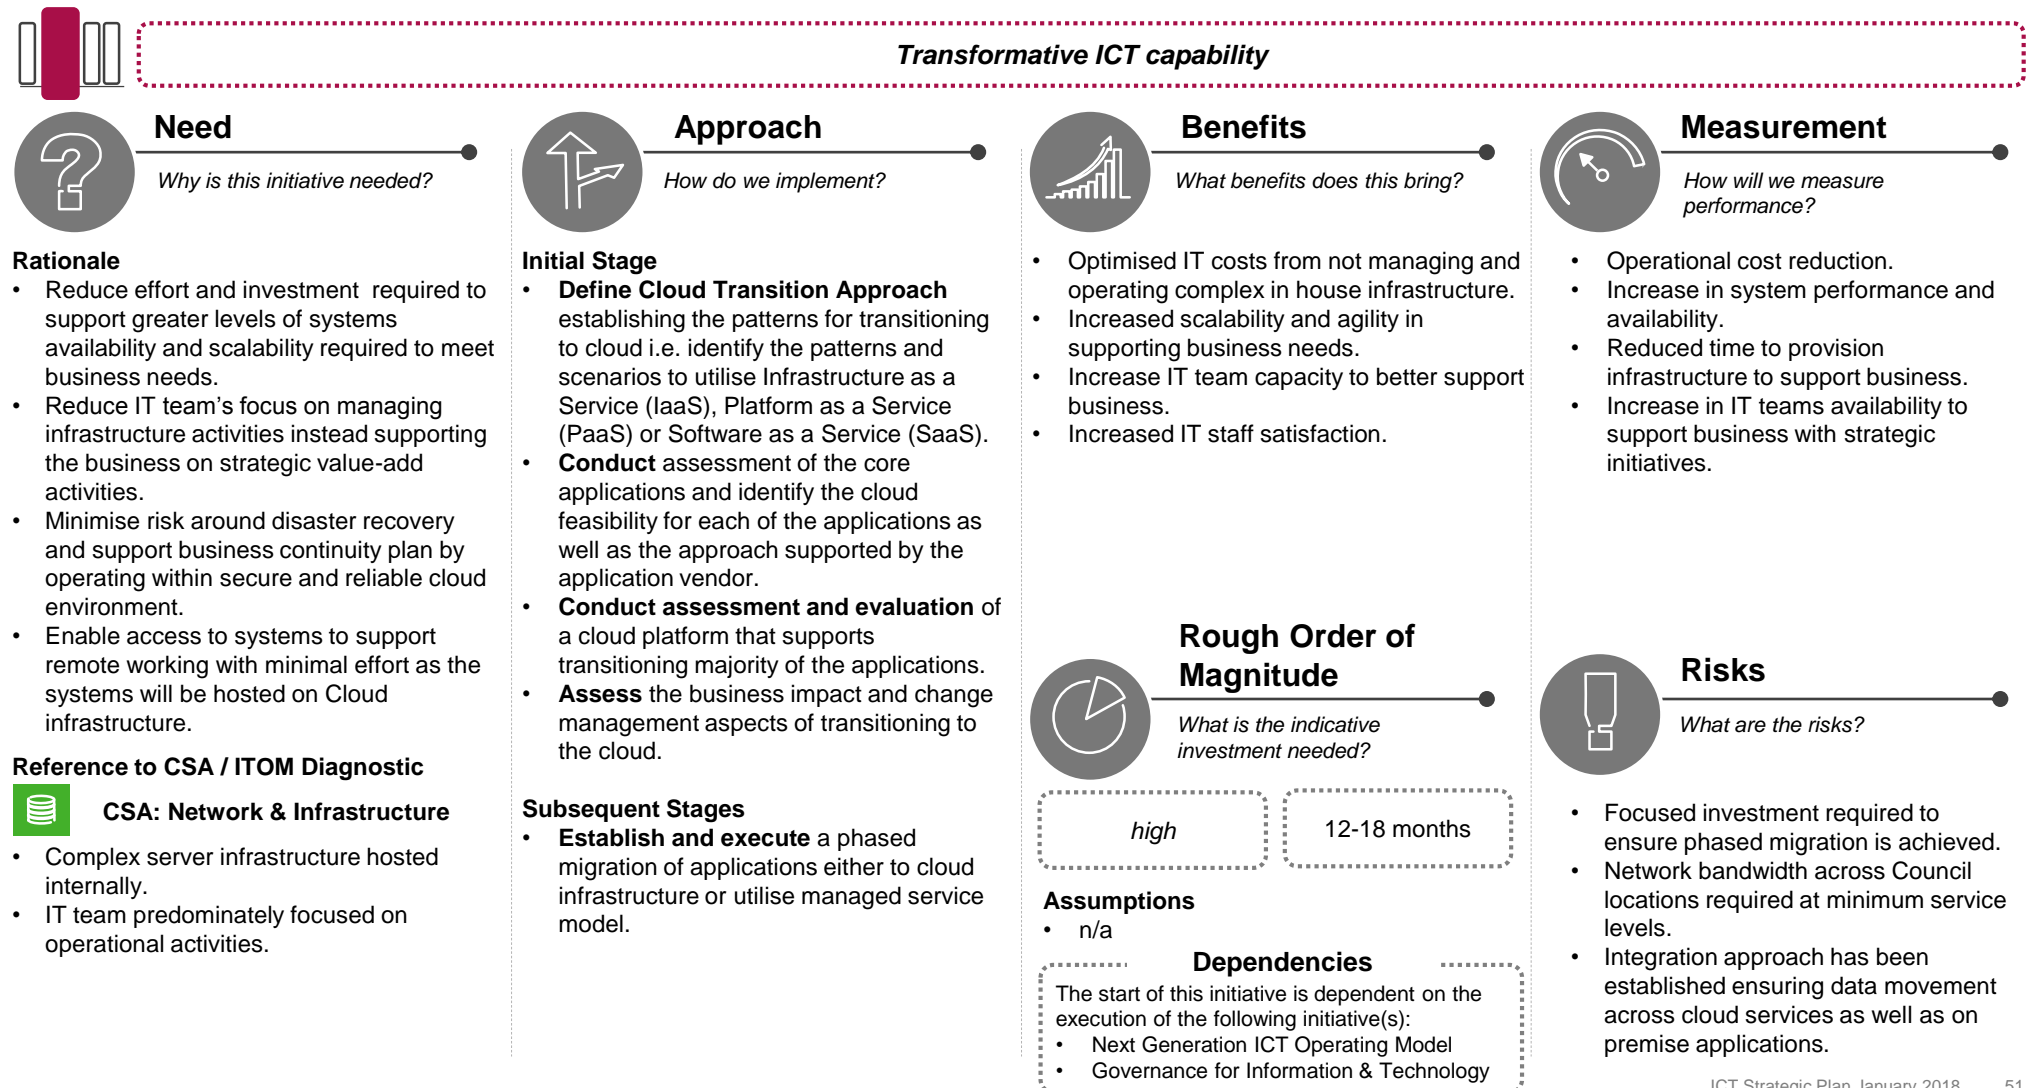 Transformative ICT capability
Need
Why is this initiative needed?
Rationale
• Reduce effort and investment required to
support greater levels of systems
availability and scalability required to meet
business needs.
• Reduce IT team's focus on managing
infrastructure activities instead supporting
the business on strategic value-add
activities.
• Minimise risk around disaster recovery
and support business continuity plan by
operating within secure and reliable cloud
environment.
• Enable access to systems to support
remote working with minimal effort as the
systems will be hosted on Cloud
infrastructure.
Reference to CSA / ITOM Diagnostic
CSA: Network & Infrastructure
• Complex server infrastructure hosted
internally.
• IT team predominately focused on
operational activities.
Approach
How do we implement?
Initial Stage
• Define Cloud Transition Approach
establishing the patterns for transitioning
to cloud i.e. identify the patterns and
scenarios to utilise Infrastructure as a
Service (IaaS), Platform as a Service
(PaaS) or Software as a Service (SaaS).
• Conduct assessment of the core
applications and identify the cloud
feasibility for each of the applications as
well as the approach supported by the
application vendor.
• Conduct assessment and evaluation of
a cloud platform that supports
transitioning majority of the applications.
• Assess the business impact and change
management aspects of transitioning to
the cloud.
Subsequent Stages
• Establish and execute a phased
migration of applications either to cloud
infrastructure or utilise managed service
model.
Benefits
What benefits does this bring?
• Optimised IT costs from not managing and
operating complex in house infrastructure.
• Increased scalability and agility in
supporting business needs.
• Increase IT team capacity to better support
business.
• Increased IT staff satisfaction.
Rough Order of
Magnitude
What is the indicative
investment needed?
high
12-18 months
Assumptions
• n/a
Dependencies
The start of this initiative is dependent on the
execution of the following initiative(s):
• Next Generation ICT Operating Model
• Governance for Information & Technology
Measurement
How will we measure
performance?
• Operational cost reduction.
• Increase in system performance and
availability.
• Reduced time to provision
infrastructure to support business.
• Increase in IT teams availability to
support business with strategic
initiatives.
Risks
What are the risks?
• Focused investment required to
ensure phased migration is achieved.
• Network bandwidth across Council
locations required at minimum service
levels.
• Integration approach has been
established ensuring data movement
across cloud services as well as on
premise applications.
ICT Strategic Plan January 2018 51